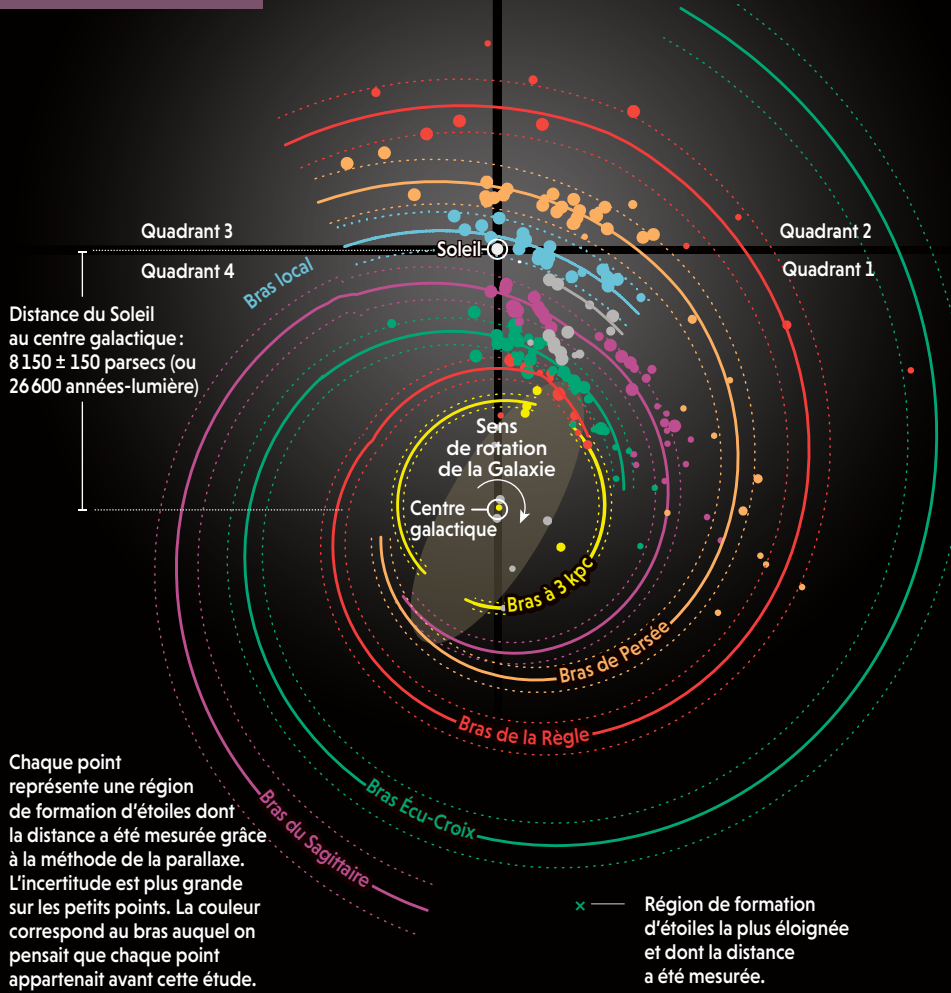 Quadrant 3
Quadrant 2
Soleil
Quadrant 4
Quadrant 1
Bras local
Distance du Soleil
au centre galactique :
8 150 ± 150 parsecs (ou
26 600 années-lumière)
Sens
de rotation
de la Galaxie
Centre
galactique
Bras à 3 kpc
Bras de Persée
Bras de la Règle
Bras Écu-Croix
Bras du Sagittaire
Chaque point
représente une région
de formation d’étoiles dont
la distance a été mesurée grâce
à la méthode de la parallaxe.
L’incertitude est plus grande
sur les petits points. La couleur
correspond au bras auquel on
pensait que chaque point
appartenait avant cette étude.
Région de formation
d’étoiles la plus éloignée
et dont la distance
a été mesurée.